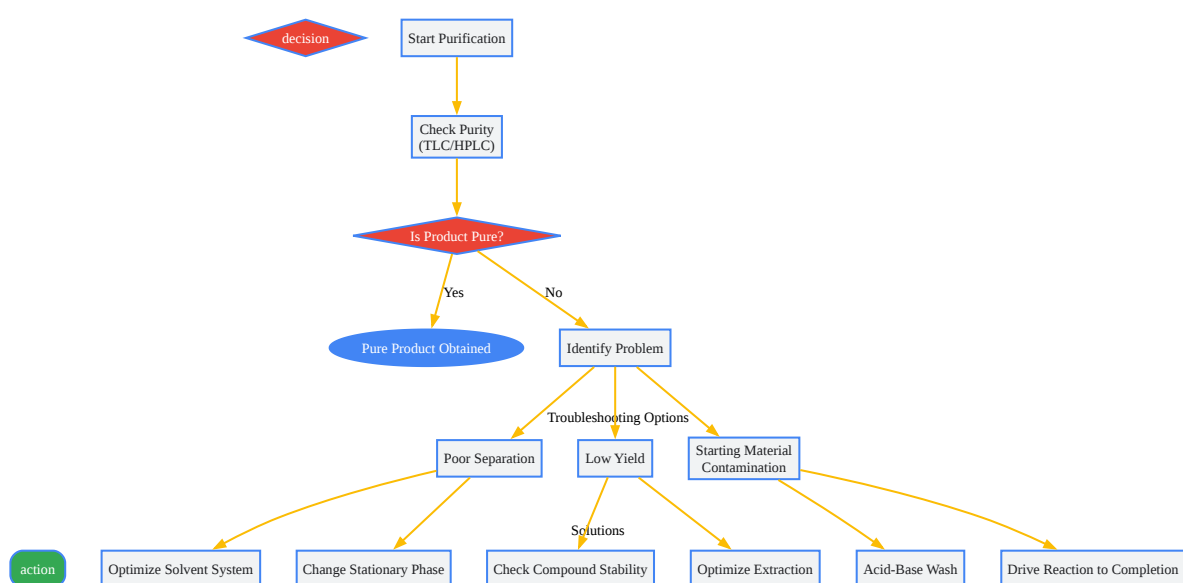 decision
Start Purification
Check Purity
(TLC/HPLC)
Is Product Pure?
Yes
No
Pure Product Obtained
Identify Problem
Troubleshooting Options
Poor Separation
Low Yield
Starting Material
Contamination
Solutions
action
Optimize Solvent System
Change Stationary Phase
Check Compound Stability
Optimize Extraction
Acid-Base Wash
Drive Reaction to Completion